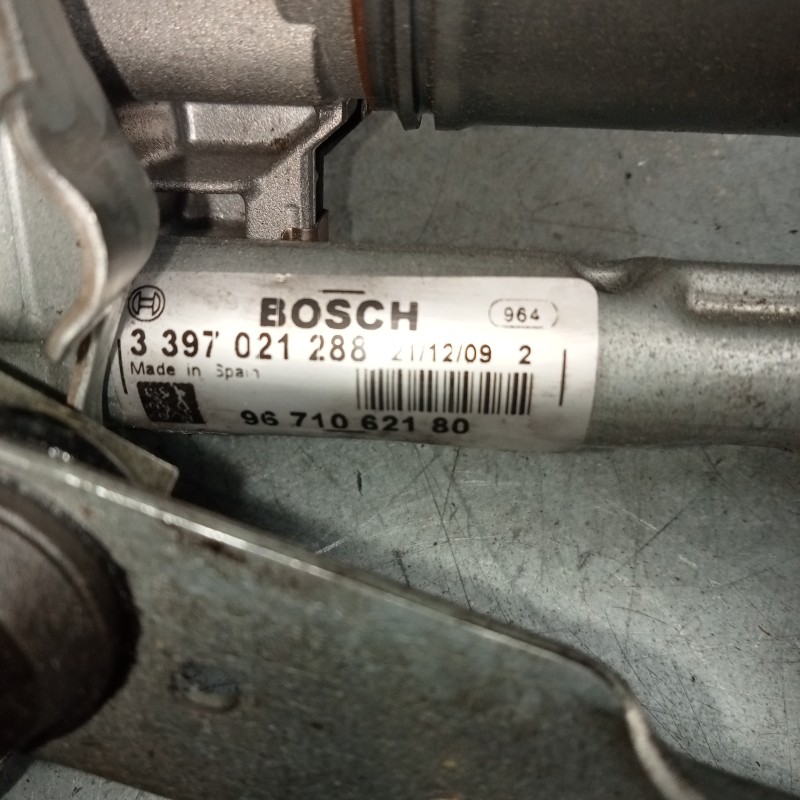 BOSCH 964
3 397 021 288 21/12/09 2
Made in Spain
96 710 621 80